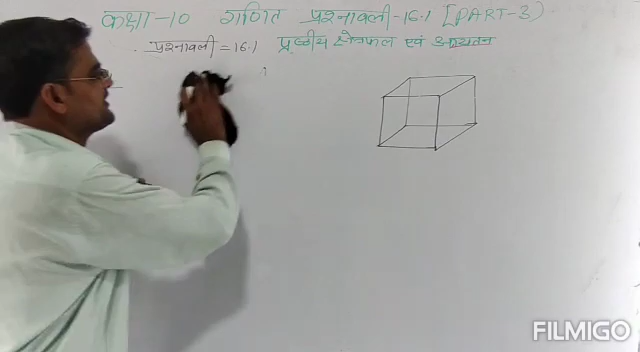 कक्षा-10 गणित प्रश्नावली-16.1 [PART-3)
प्रश्नावली = 16.1 पृष्ठीय क्षेत्रफल एवं आयतन
FILMIGO